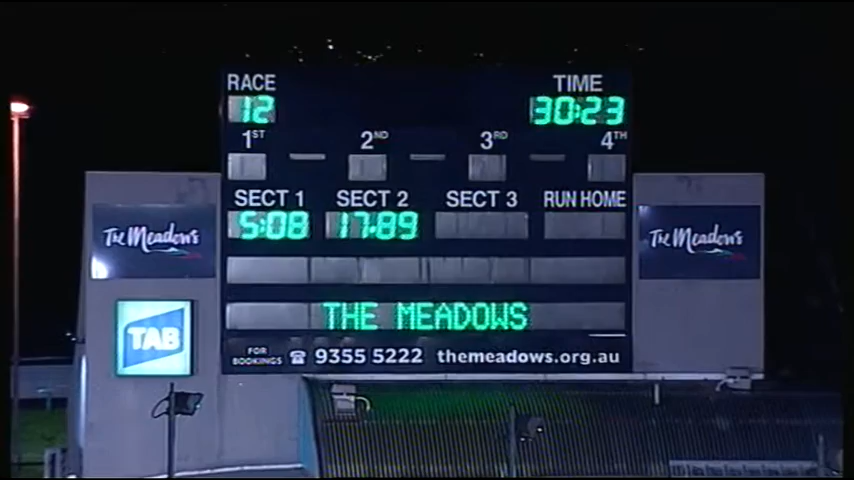 RACE TIME
12 30:23
1ST 2ND 3RD 4TH
SECT 1 SECT 2 SECT 3 RUN HOME
5:08 17:89
The Meadows The Meadows
THE MEADOWS
TAB
FOR BOOKINGS 9355 5222 themeadows.org.au